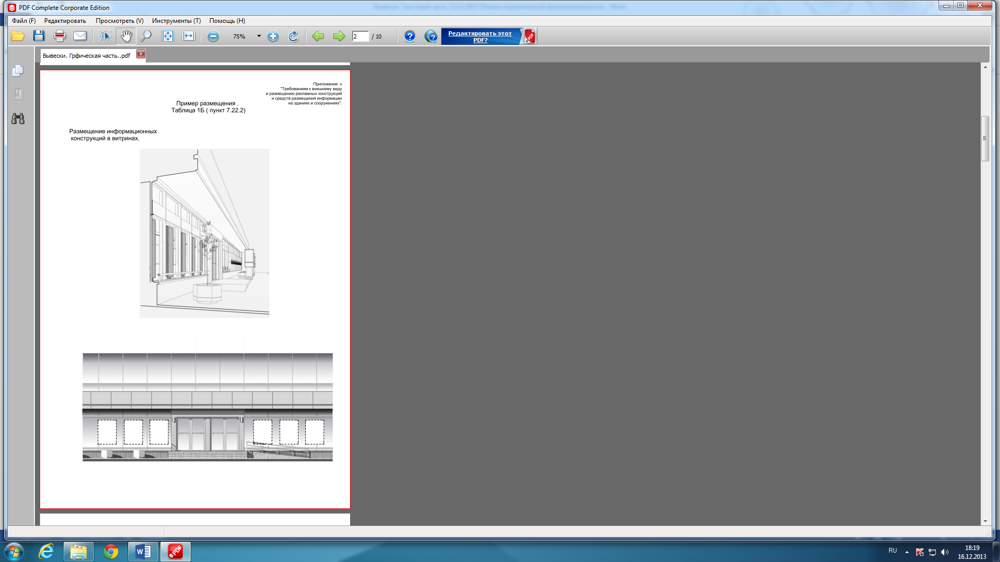 PDF Complete Corporate Edition
Файл (F) Редактировать Просмотреть (V) Инструменты (T) Помощь (H)
75% 2 / 10 Редактировать этот
PDF?
Вывески. Грфическая часть..pdf
Приложение к
"Требованиям к внешнему виду
и размещению рекламных конструкций
и средств размещения информации
на зданиях и сооружениях".
Пример размещения .
Таблица 1Б ( пункт 7.22.2)
Размещение информационных
конструкций в витринах.
RU
18:19
16.12.2013